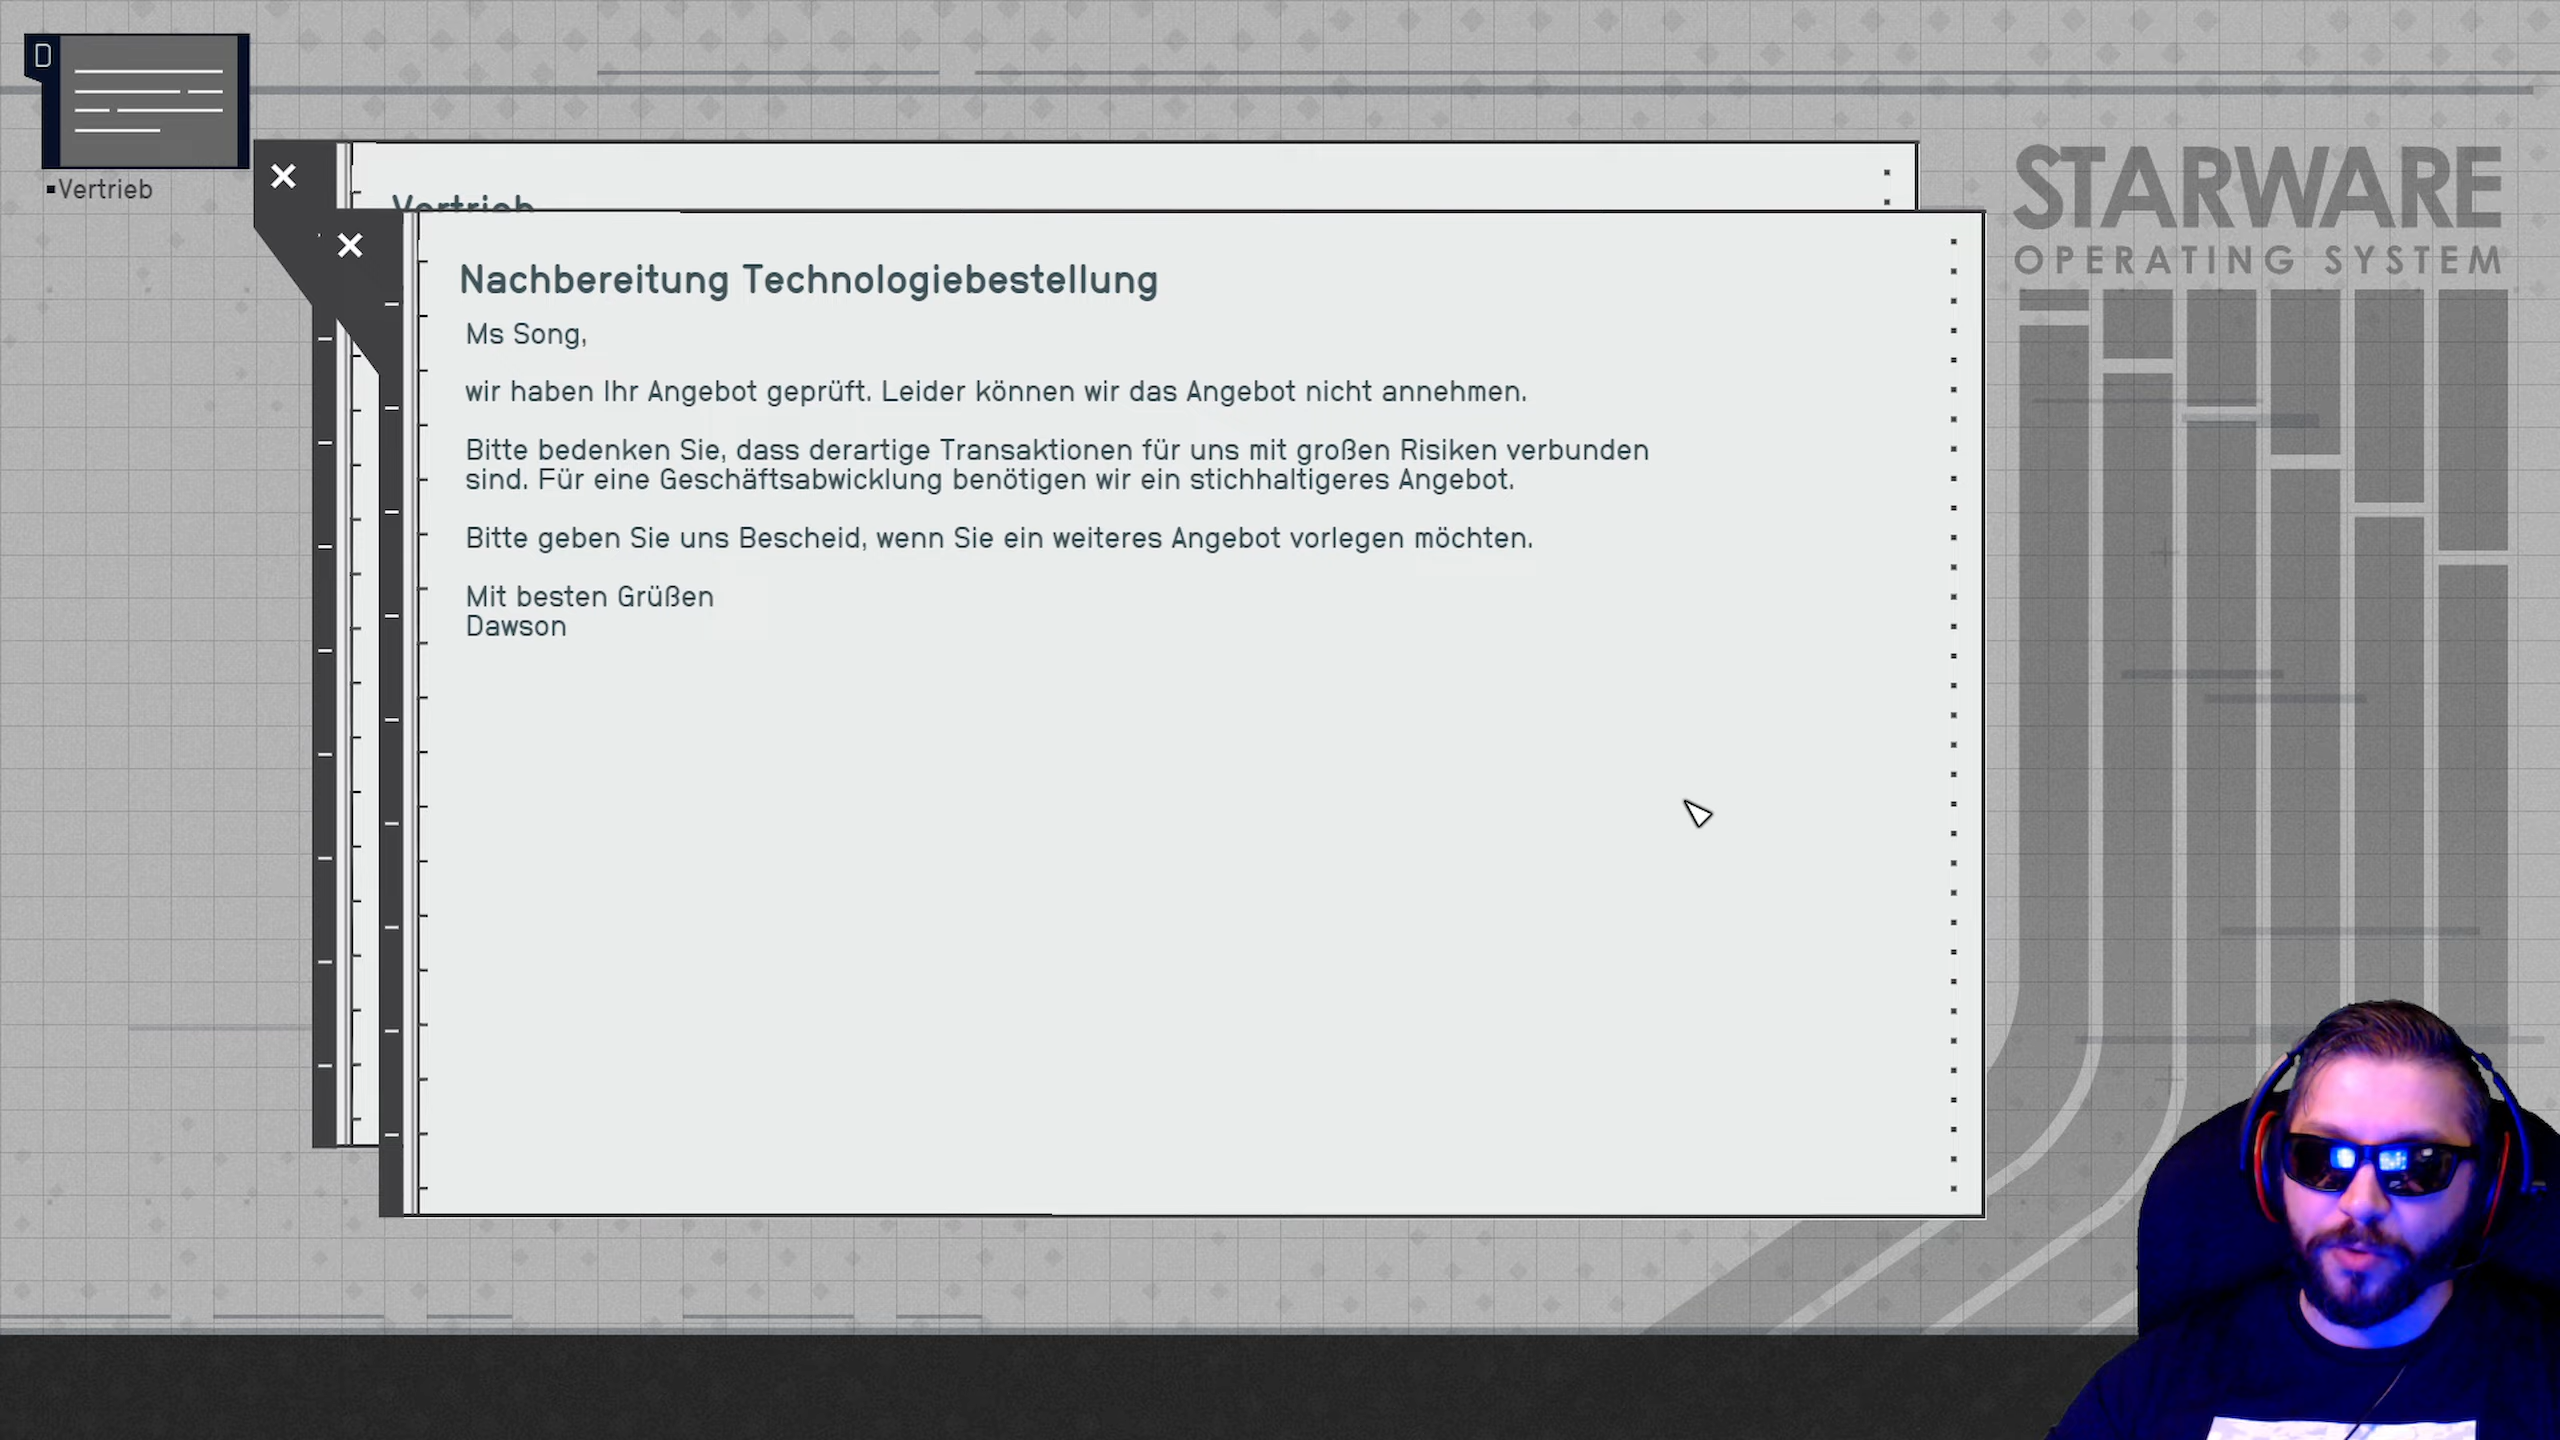 D
Vertrieb
Vertrieb
STARWARE
OPERATING SYSTEM
Nachbereitung Technologiebestellung
Ms Song,
wir haben Ihr Angebot geprüft. Leider können wir das Angebot nicht annehmen.
Bitte bedenken Sie, dass derartige Transaktionen für uns mit großen Risiken verbunden
sind. Für eine Geschäftsabwicklung benötigen wir ein stichhaltigeres Angebot.
Bitte geben Sie uns Bescheid, wenn Sie ein weiteres Angebot vorlegen möchten.
Mit besten Grüßen
Dawson